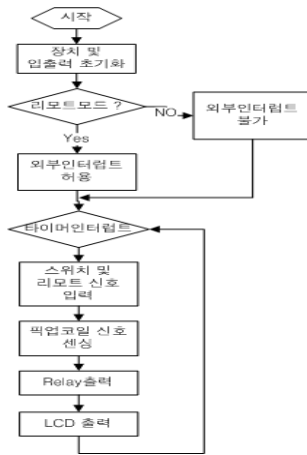 시작
장치 및
입출력 초기화
리모트모드 ?
NO
외부인터럽트
불가
Yes
외부인터럽트
허용
타이머인터럽트
스위치 및
리모트 신호
입력
픽업코일 신호
센싱
Relay출력
LCD 출력